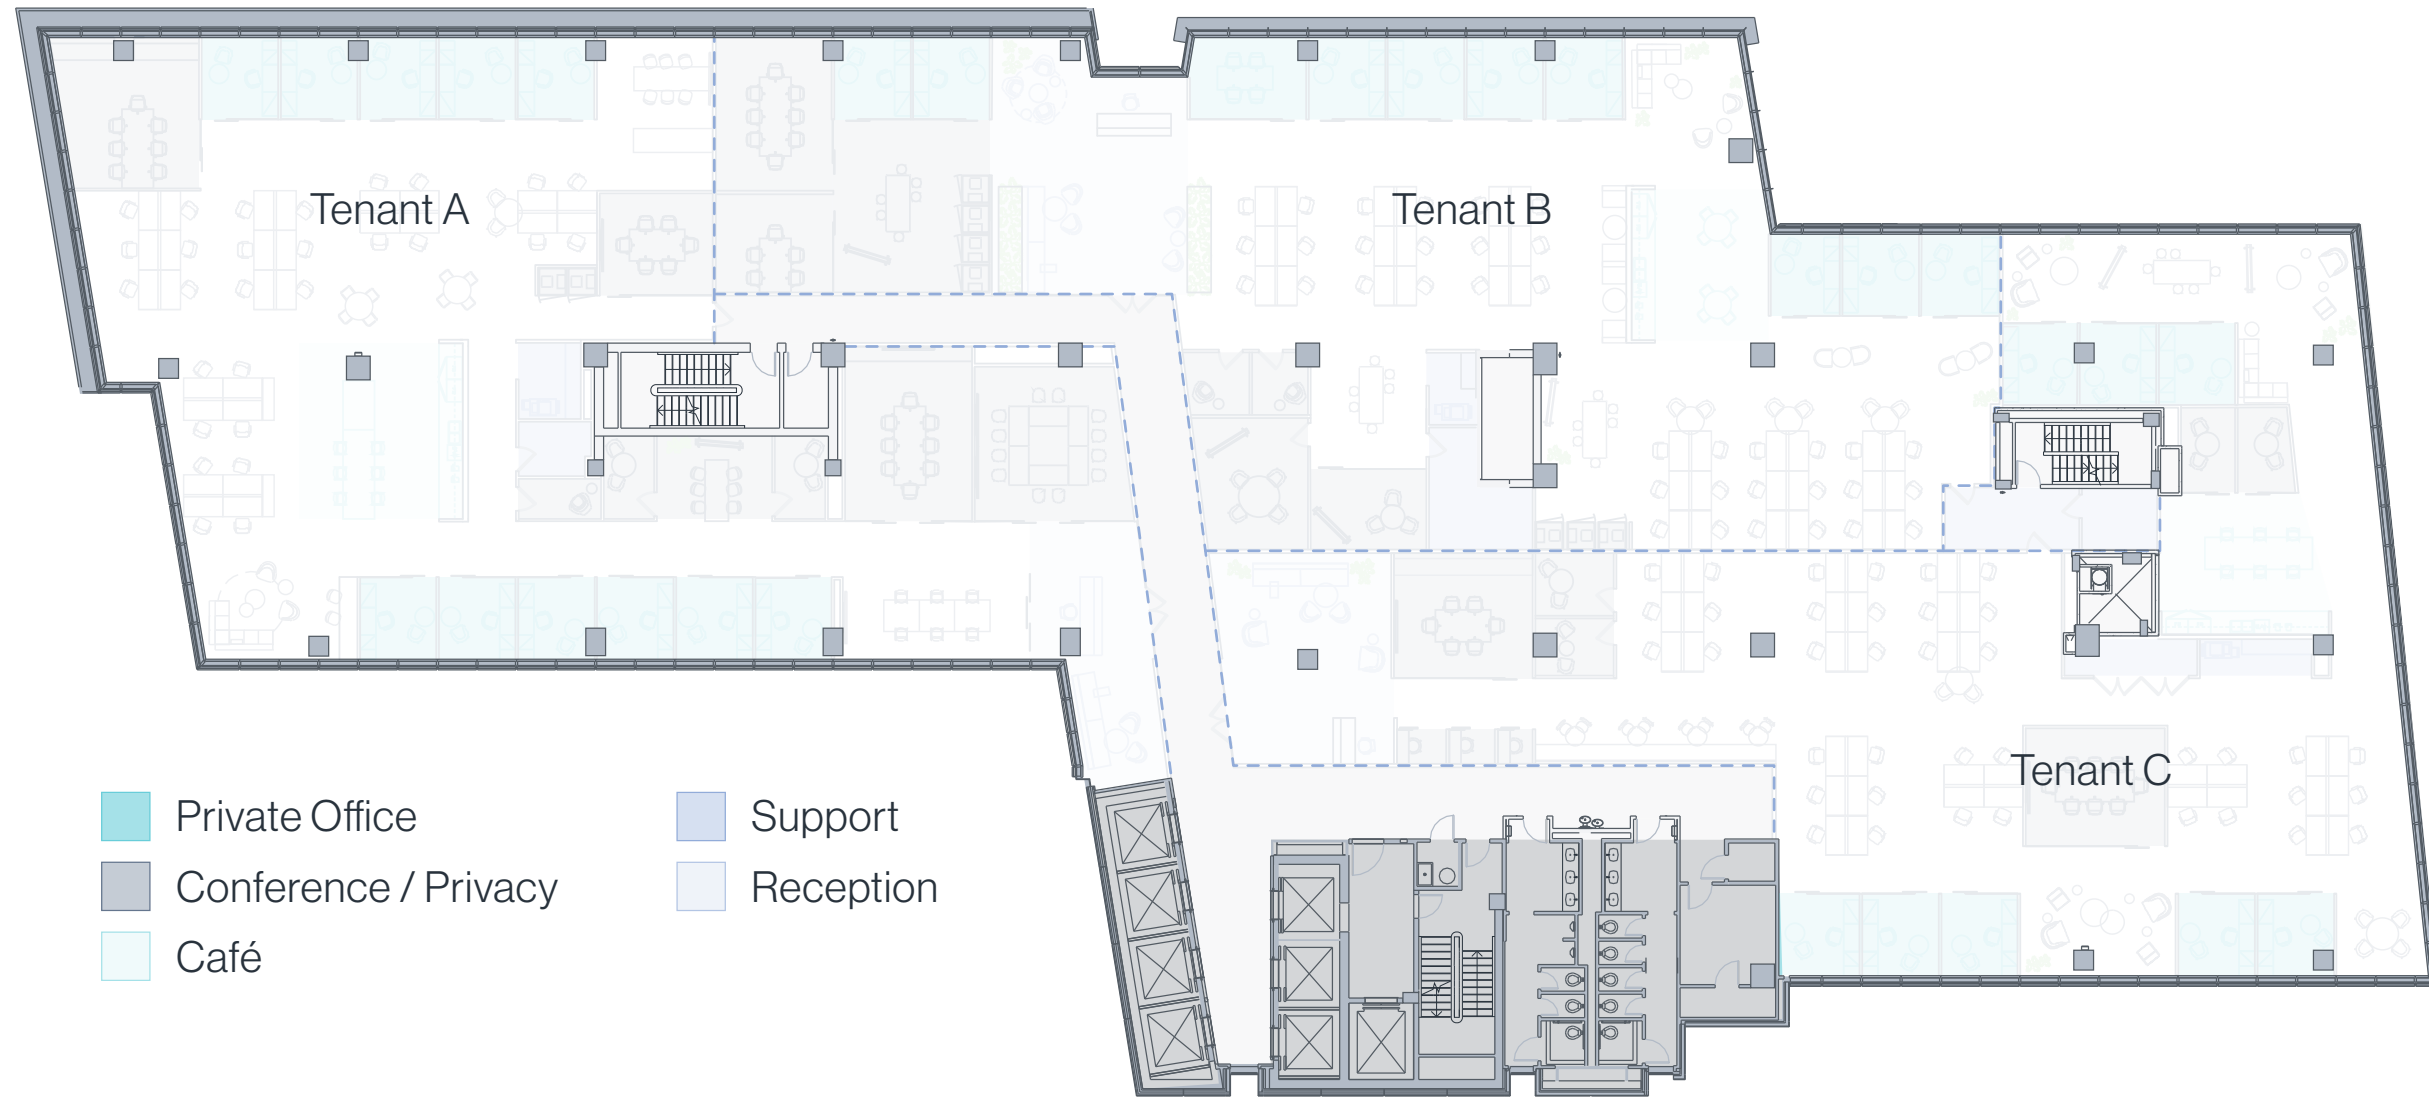 Tenant A
Tenant B
Tenant C
Private Office
Conference / Privacy
Café
Support
Reception